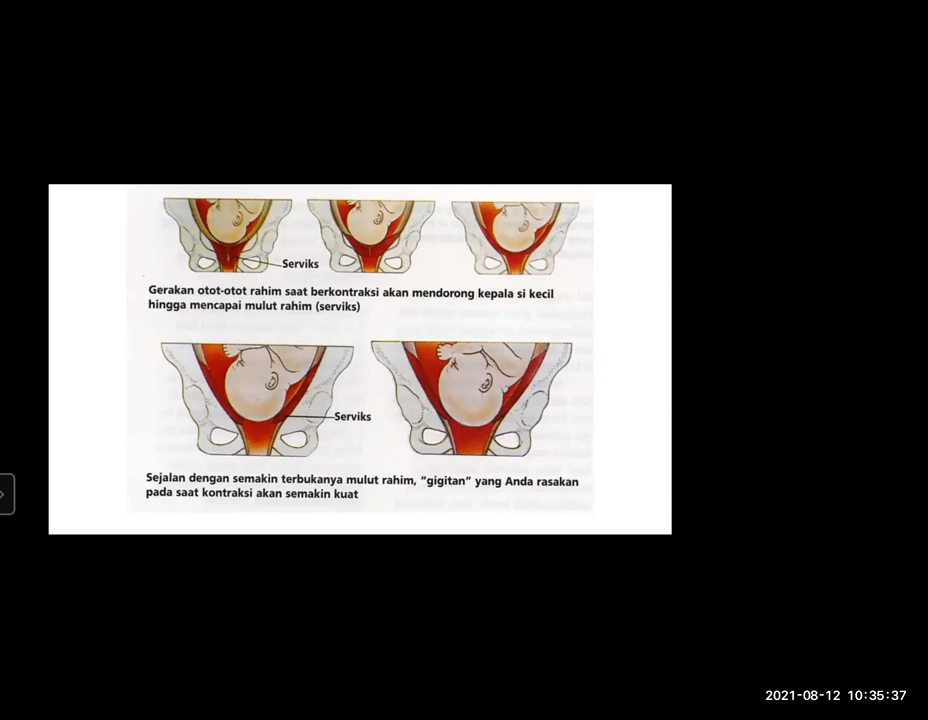 Serviks
Gerakan otot-otot rahim saat berkontraksi akan mendorong kepala si kecil
hingga mencapai mulut rahim (serviks)
Serviks
Sejalan dengan semakin terbukanya mulut rahim, “gigitan” yang Anda rasakan
pada saat kontraksi akan semakin kuat
2021-08-12 10:35:37